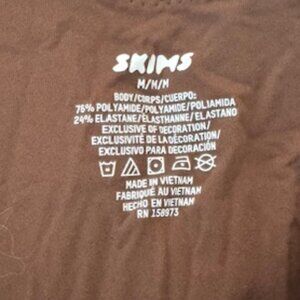 SKIMS
M/M/M
BODY/CORPS/CUERPO:
76% POLYAMIDE/POLYAMIDE/POLIAMIDA
24% ELASTANE/ÉLASTHANNE/ELASTANO
EXCLUSIVE OF DECORATION/
EXCLUSIVITÉ DE LA DÉCORATION/
EXCLUSIVO PARA DECORACIÓN
MADE IN VIETNAM
FABRIQUÉ AU VIETNAM
HECHO EN VIETNAM
RN 158973